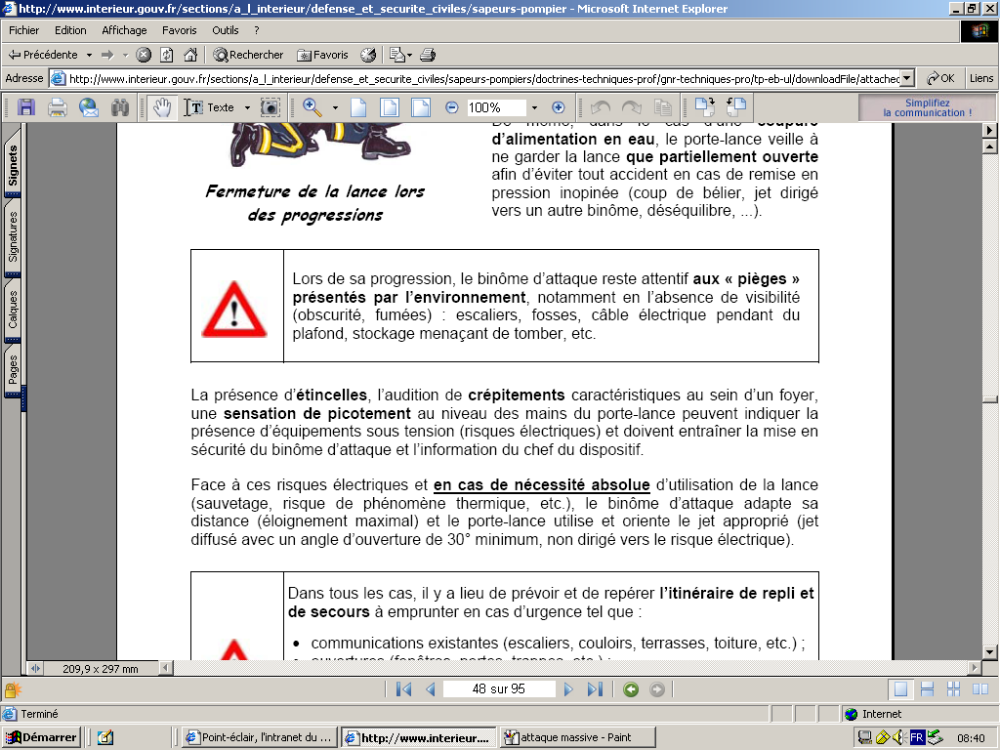 http://www.interieur.gouv.fr/sections/a_l_interieur/defense_et_securite_civiles/sapeurs-pompier - Microsoft Internet Explorer
Fichier Edition Affichage Favoris Outils ?
Précédente Rechercher Favoris
Adresse http://www.interieur.gouv.fr/sections/a_l_interieur/defense_et_securite_civiles/sapeurs-pompiers/doctrines-techniques-prof/gnr-techniques-pro/tp-eb-ul/downloadFile/attached OK Liens
Texte 100% Simplifiez
la communication !
Signets
Signatures
Calques
Pages
De même, dans le cas d'une coupure
d'alimentation en eau, le porte-lance veille à
ne garder la lance que partiellement ouverte
afin d'éviter tout accident en cas de remise en
pression inopinée (coup de bélier, jet dirigé
vers un autre binôme, déséquilibre, ...).
Fermeture de la lance lors
des progressions
Lors de sa progression, le binôme d'attaque reste attentif aux « pièges »
présentés par l'environnement, notamment en l'absence de visibilité
(obscurité, fumées) : escaliers, fosses, câble électrique pendant du
plafond, stockage menaçant de tomber, etc.
La présence d'étincelles, l'audition de crépitements caractéristiques au sein d'un foyer,
une sensation de picotement au niveau des mains du porte-lance peuvent indiquer la
présence d'équipements sous tension (risques électriques) et doivent entraîner la mise en
sécurité du binôme d'attaque et l'information du chef du dispositif.
Face à ces risques électriques et en cas de nécessité absolue d'utilisation de la lance
(sauvetage, risque de phénomène thermique, etc.), le binôme d'attaque adapte sa
distance (éloignement maximal) et le porte-lance utilise et oriente le jet approprié (jet
diffusé avec un angle d'ouverture de 30° minimum, non dirigé vers le risque électrique).
Dans tous les cas, il y a lieu de prévoir et de repérer l'itinéraire de repli et
de secours à emprunter en cas d'urgence tel que :
• communications existantes (escaliers, couloirs, terrasses, toiture, etc.) ;
• ouvertures (fenêtres, portes, trappes, etc.) ;
209,9 x 297 mm
48 sur 95
Terminé Internet
Démarrer Point-éclair, l'intranet du ... http://www.interieur.... attaque massive - Paint FR 08:40